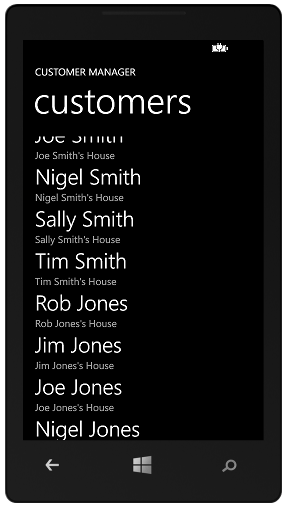 CUSTOMER MANAGER
customers
Joe Smith
Joe Smith's House
Nigel Smith
Nigel Smith's House
Sally Smith
Sally Smith's House
Tim Smith
Tim Smith's House
Rob Jones
Rob Jones's House
Jim Jones
Jim Jones's House
Joe Jones
Joe Jones's House
Nigel Jones